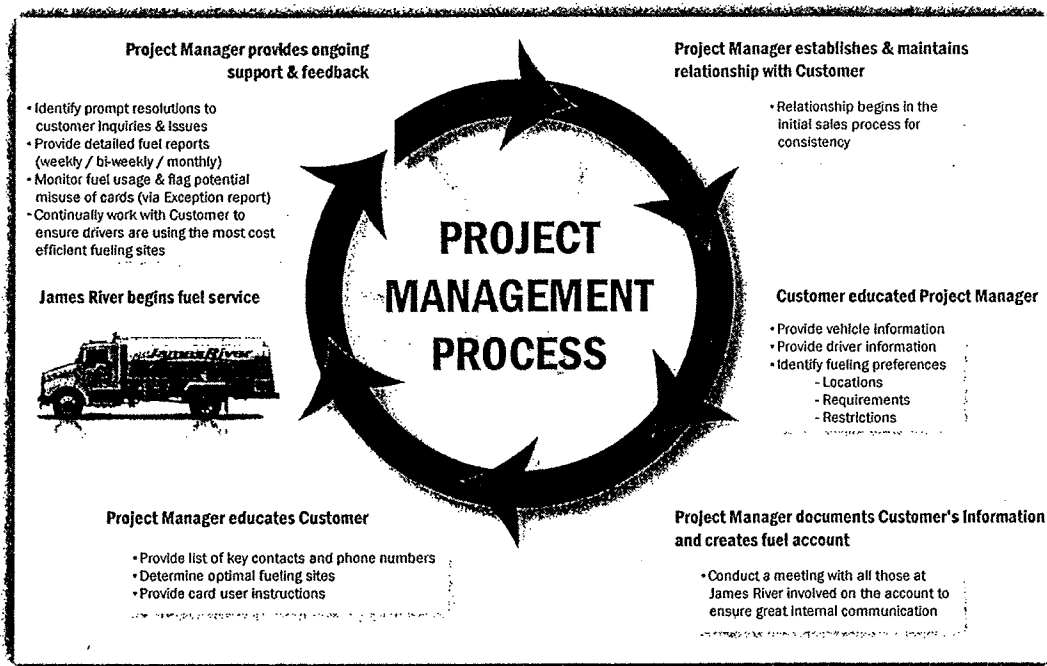 Project Manager provides ongoing
support & feedback
• Identify prompt resolutions to
customer inquiries & issues
• Provide detailed fuel reports
(weekly / bi-weekly / monthly)
• Monitor fuel usage & flag potential
misuse of cards (via Exception report)
• Continually work with Customer to
ensure drivers are using the most cost
efficient fueling sites
James River begins fuel service
James River
Project Manager educates Customer
• Provide list of key contacts and phone numbers
• Determine optimal fueling sites
• Provide card user instructions
PROJECT
MANAGEMENT
PROCESS
Project Manager establishes & maintains
relationship with Customer
• Relationship begins in the
initial sales process for
consistency
Customer educated Project Manager
• Provide vehicle information
• Provide driver information
• Identify fueling preferences
- Locations
- Requirements
- Restrictions
Project Manager documents Customer's Information
and creates fuel account
• Conduct a meeting with all those at
James River involved on the account to
ensure great internal communication